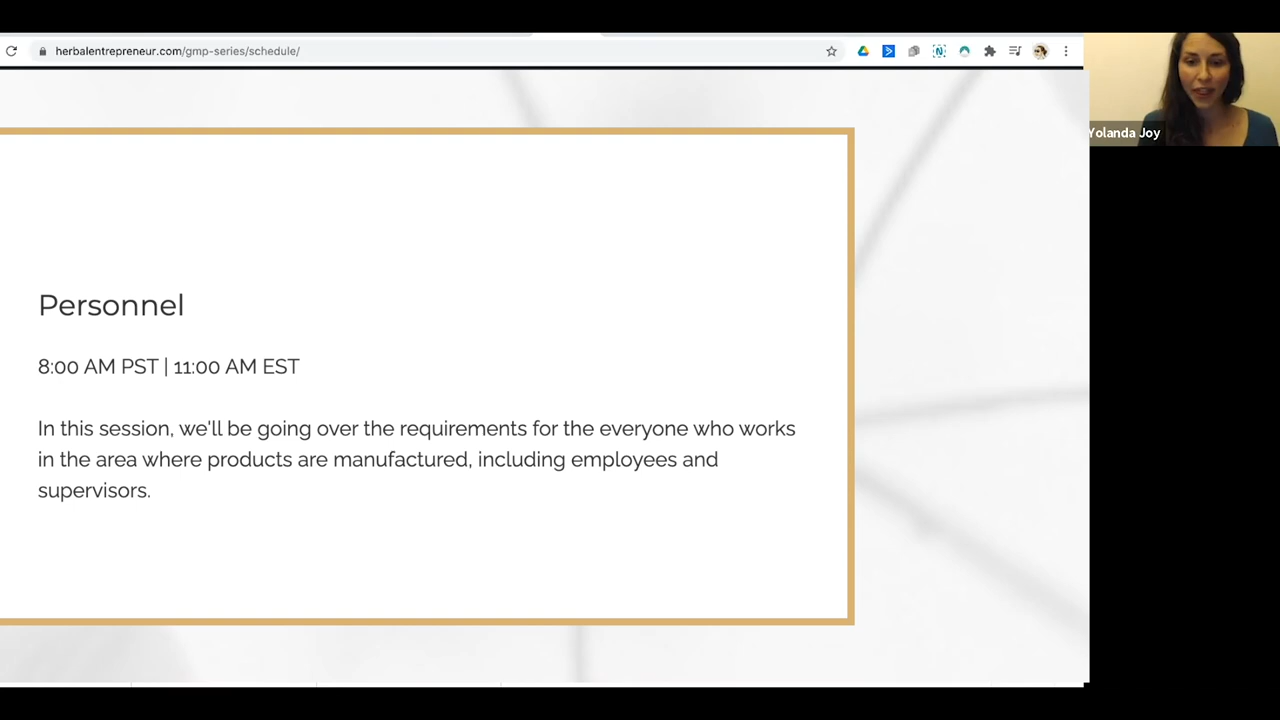 herbalentrepreneur.com/gmp-series/schedule/
Yolanda Joy
Personnel
8:00 AM PST | 11:00 AM EST
In this session, we'll be going over the requirements for the everyone who works
in the area where products are manufactured, including employees and
supervisors.